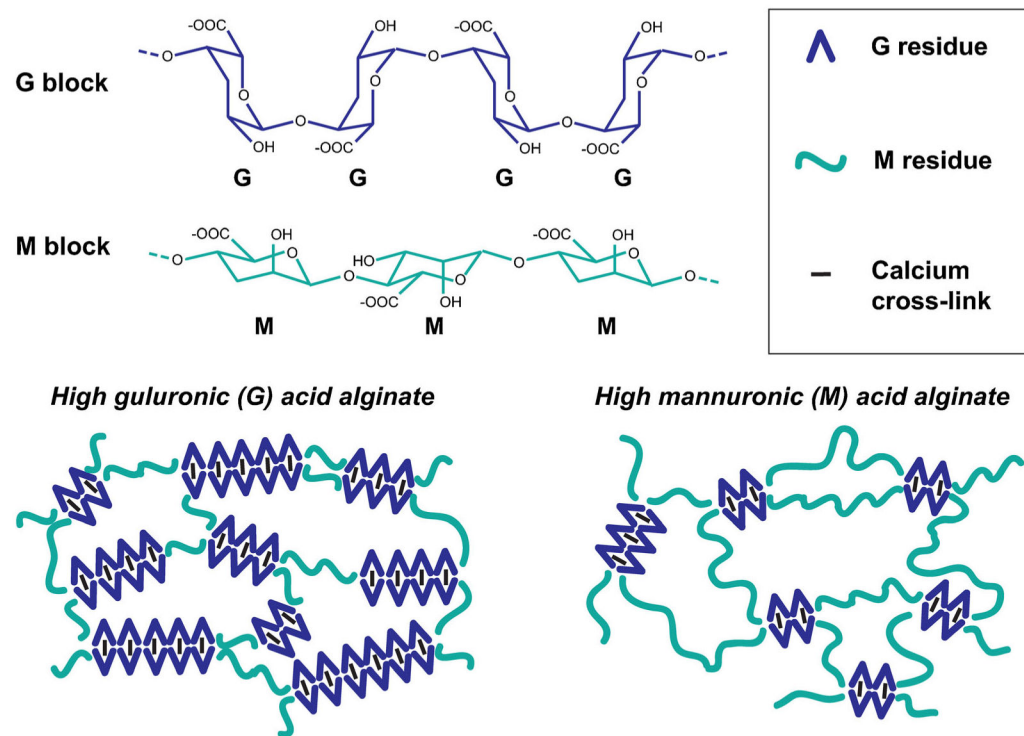 -OOC
OH
-OOC
OH
O
O
O
O
G block
O
O
O
O
O
OH
-OOC
OH
-OOC
G
G
G
G
M block
-OOC
OH
-OOC
OH
O
O
HO
O
O
O
O
O
-OOC
OH
O
M
M
M
G residue
M residue
Calcium
cross-link
High guluronic (G) acid alginate
High mannuronic (M) acid alginate